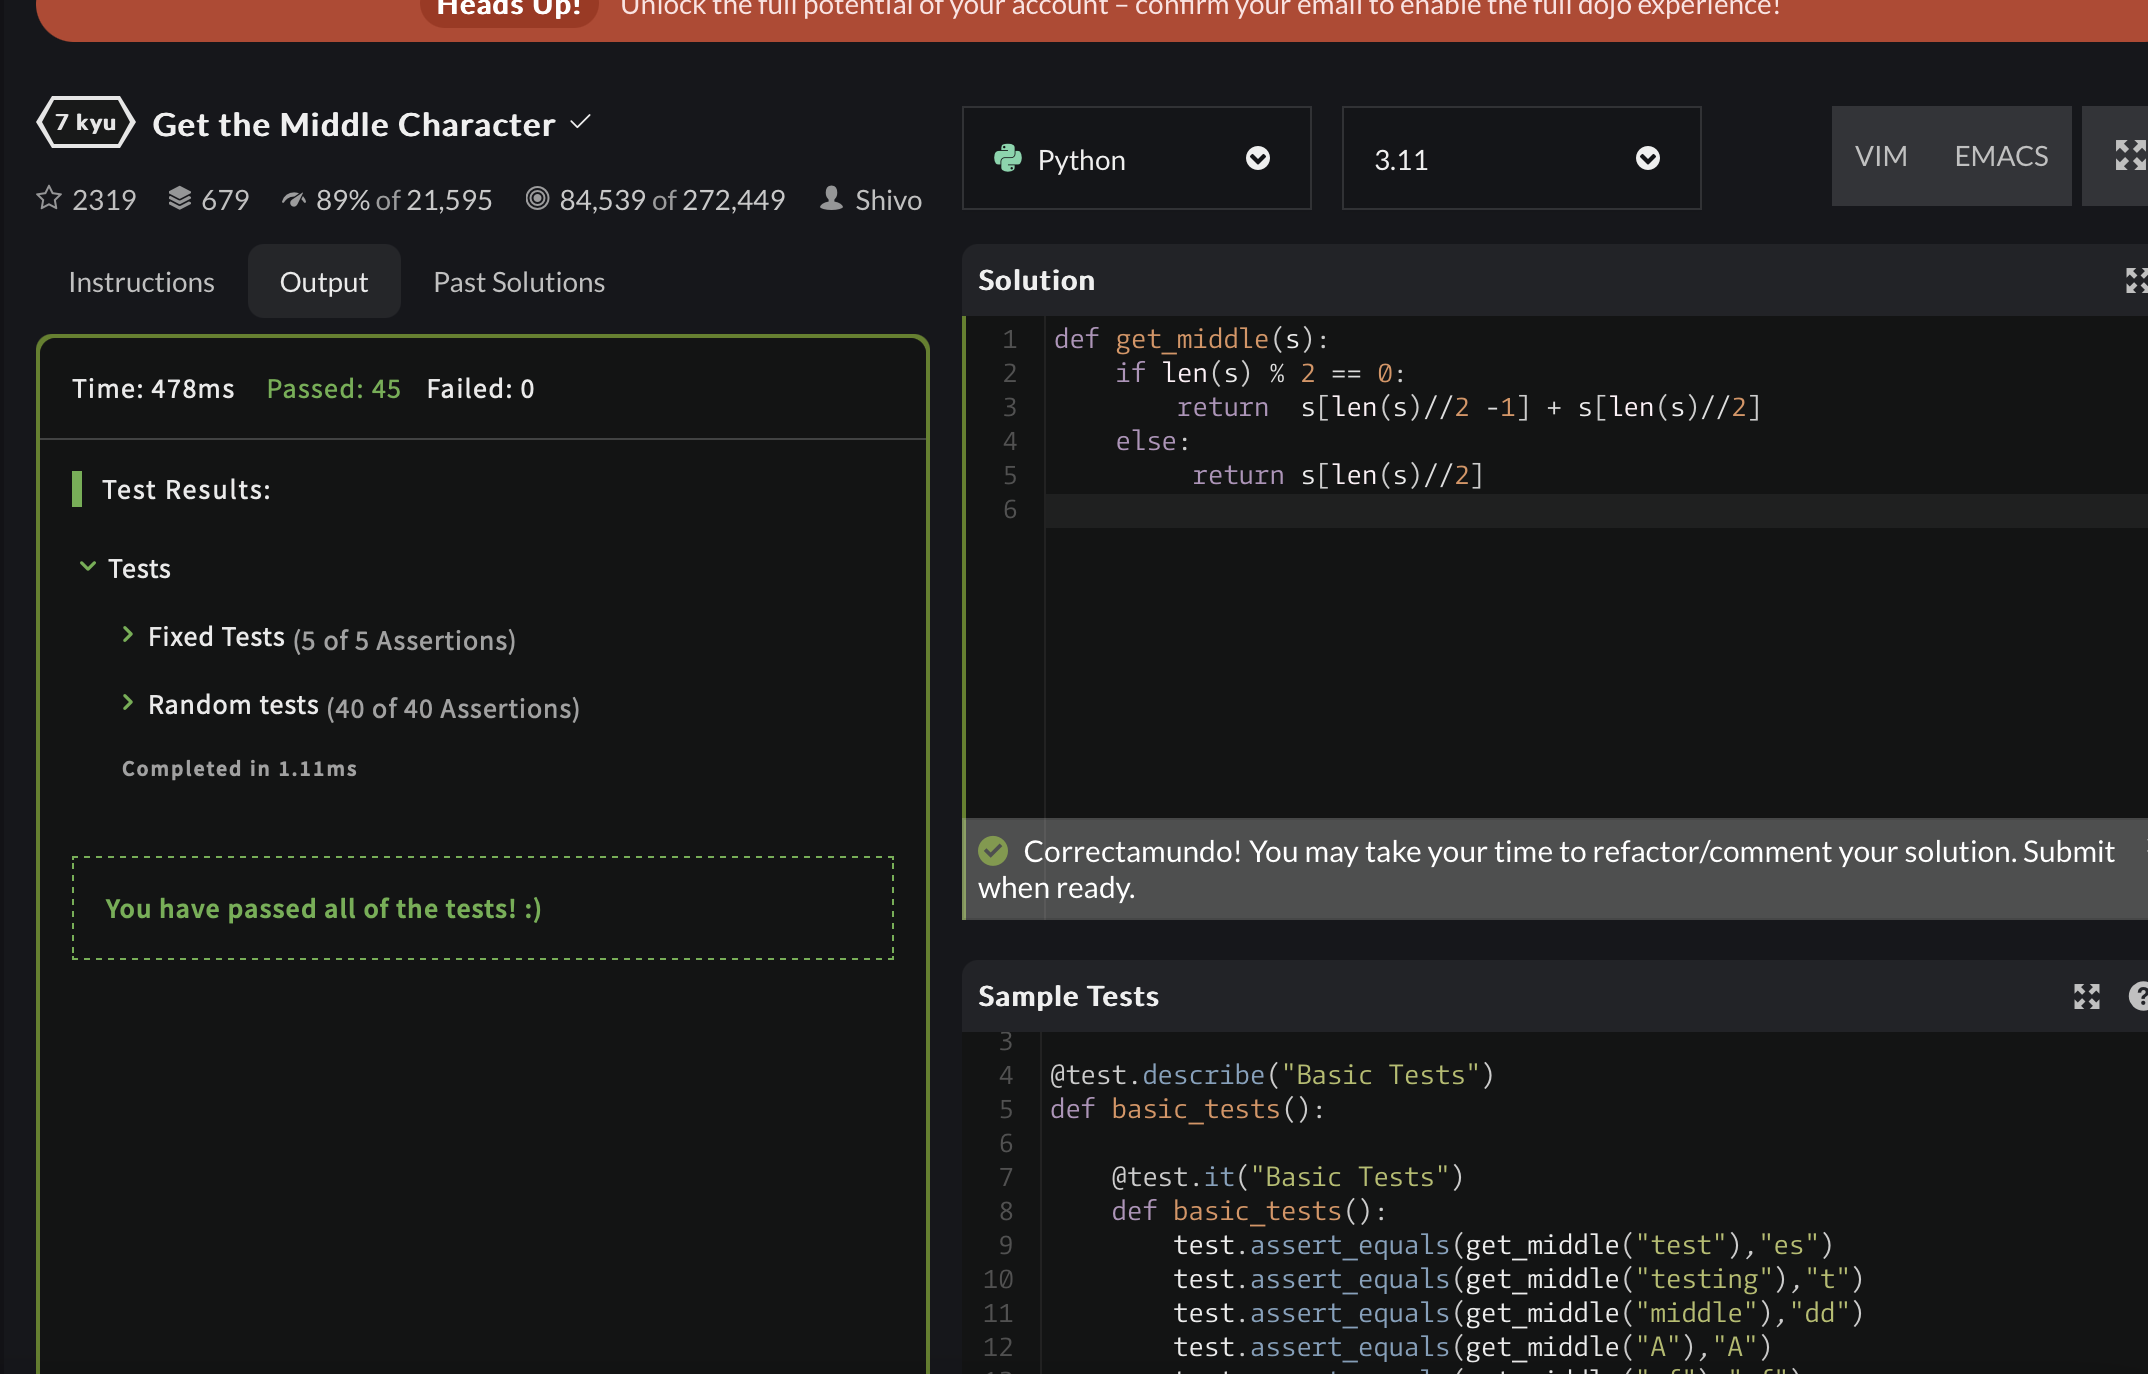 Heads Up! Unlock the full potential of your account – confirm your email to enable the full dojo experience!
7 kyu Get the Middle Character
2319 679 89% of 21,595 84,539 of 272,449 Shivo
Python 3.11 VIM EMACS
Instructions Output Past Solutions
Time: 478ms Passed: 45 Failed: 0
Test Results:
Tests
Fixed Tests (5 of 5 Assertions)
Random tests (40 of 40 Assertions)
Completed in 1.11ms
You have passed all of the tests! :)
Solution
1 def get_middle(s):
2     if len(s) % 2 == 0:
3         return  s[len(s)//2 -1] + s[len(s)//2]
4     else:
5          return s[len(s)//2]
6
Correctamundo! You may take your time to refactor/comment your solution. Submit
when ready.
Sample Tests
3
4 @test.describe("Basic Tests")
5 def basic_tests():
6
7     @test.it("Basic Tests")
8     def basic_tests():
9         test.assert_equals(get_middle("test"),"es")
10         test.assert_equals(get_middle("testing"),"t")
11         test.assert_equals(get_middle("middle"),"dd")
12         test.assert_equals(get_middle("A"),"A")